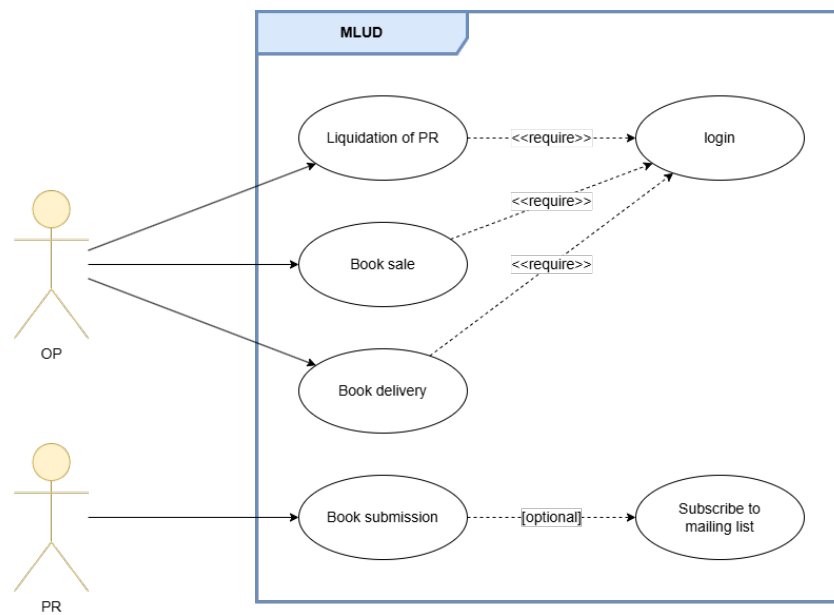 MLUD
Liquidation of PR
<<require>>
login
<<require>>
Book sale
<<require>>
OP
Book delivery
Book submission
[optional]
Subscribe to
mailing list
PR